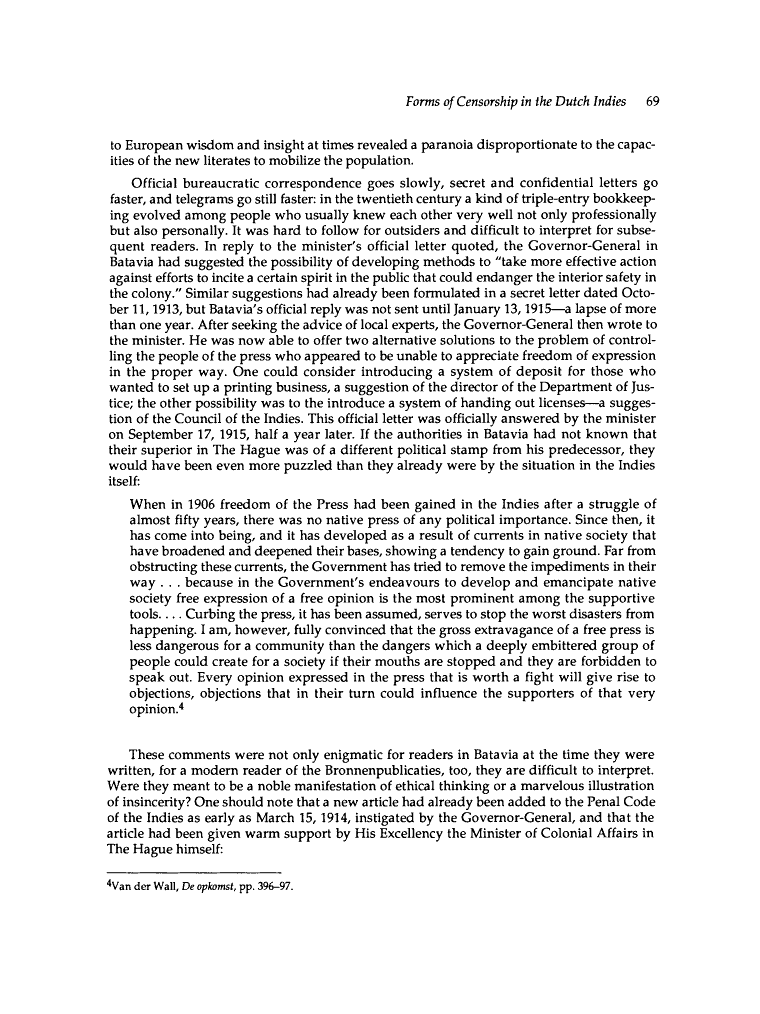 Forms of Censorship in the Dutch Indies 69
to European wisdom and insight at times revealed a paranoia disproportionate to the capac-
ities of the new literates to mobilize the population.
Official bureaucratic correspondence goes slowly, secret and confidential letters go
faster, and telegrams go still faster: in the twentieth century a kind of triple-entry bookkeep-
ing evolved among people who usually knew each other very well not only professionally
but also personally. It was hard to follow for outsiders and difficult to interpret for subse-
quent readers. In reply to the minister's official letter quoted, the Governor-General in
Batavia had suggested the possibility of developing methods to "take more effective action
against efforts to incite a certain spirit in the public that could endanger the interior safety in
the colony." Similar suggestions had already been formulated in a secret letter dated Octo-
ber 11, 1913, but Batavia's official reply was not sent until January 13, 1915—a lapse of more
than one year. After seeking the advice of local experts, the Governor-General then wrote to
the minister. He was now able to offer two alternative solutions to the problem of control-
ling the people of the press who appeared to be unable to appreciate freedom of expression
in the proper way. One could consider introducing a system of deposit for those who
wanted to set up a printing business, a suggestion of the director of the Department of Jus-
tice; the other possibility was to the introduce a system of handing out licenses—a sugges-
tion of the Council of the Indies. This official letter was officially answered by the minister
on September 17, 1915, half a year later. If the authorities in Batavia had not known that
their superior in The Hague was of a different political stamp from his predecessor, they
would have been even more puzzled than they already were by the situation in the Indies
itself:
When in 1906 freedom of the Press had been gained in the Indies after a struggle of
almost fifty years, there was no native press of any political importance. Since then, it
has come into being, and it has developed as a result of currents in native society that
have broadened and deepened their bases, showing a tendency to gain ground. Far from
obstructing these currents, the Government has tried to remove the impediments in their
way . . . because in the Government's endeavours to develop and emancipate native
society free expression of a free opinion is the most prominent among the supportive
tools. . . . Curbing the press, it has been assumed, serves to stop the worst disasters from
happening. I am, however, fully convinced that the gross extravagance of a free press is
less dangerous for a community than the dangers which a deeply embittered group of
people could create for a society if their mouths are stopped and they are forbidden to
speak out. Every opinion expressed in the press that is worth a fight will give rise to
objections, objections that in their turn could influence the supporters of that very
opinion.4
These comments were not only enigmatic for readers in Batavia at the time they were
written, for a modern reader of the Bronnenpublicaties, too, they are difficult to interpret.
Were they meant to be a noble manifestation of ethical thinking or a marvelous illustration
of insincerity? One should note that a new article had already been added to the Penal Code
of the Indies as early as March 15, 1914, instigated by the Governor-General, and that the
article had been given warm support by His Excellency the Minister of Colonial Affairs in
The Hague himself:
4Van der Wall, De opkomst, pp. 396–97.